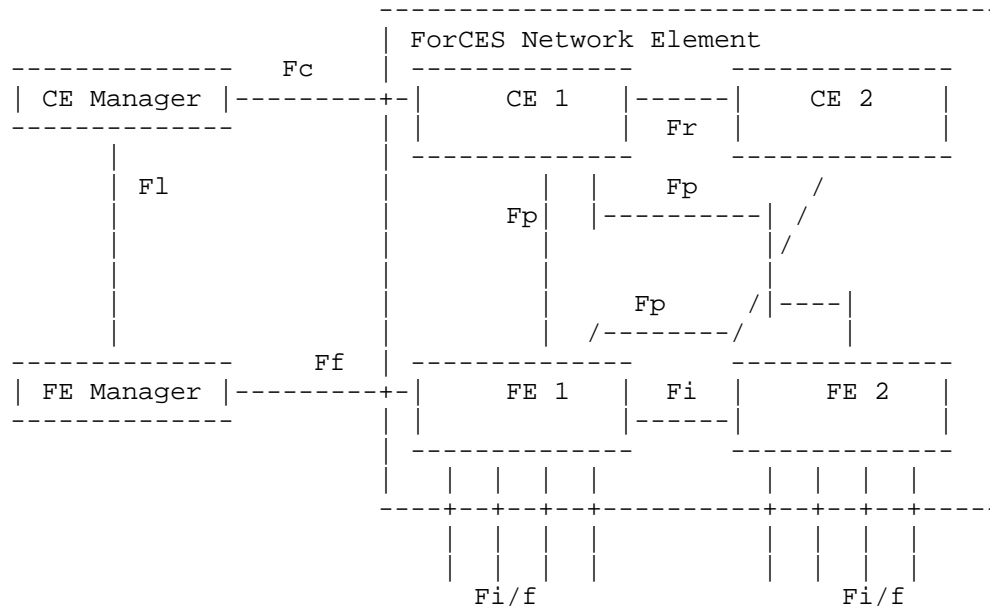 ForCES Network Element
Fc
CE Manager CE 1 CE 2
Fr
Fl Fp
Fp
Fp
Ff
FE Manager FE 1 Fi FE 2
Fi/f Fi/f